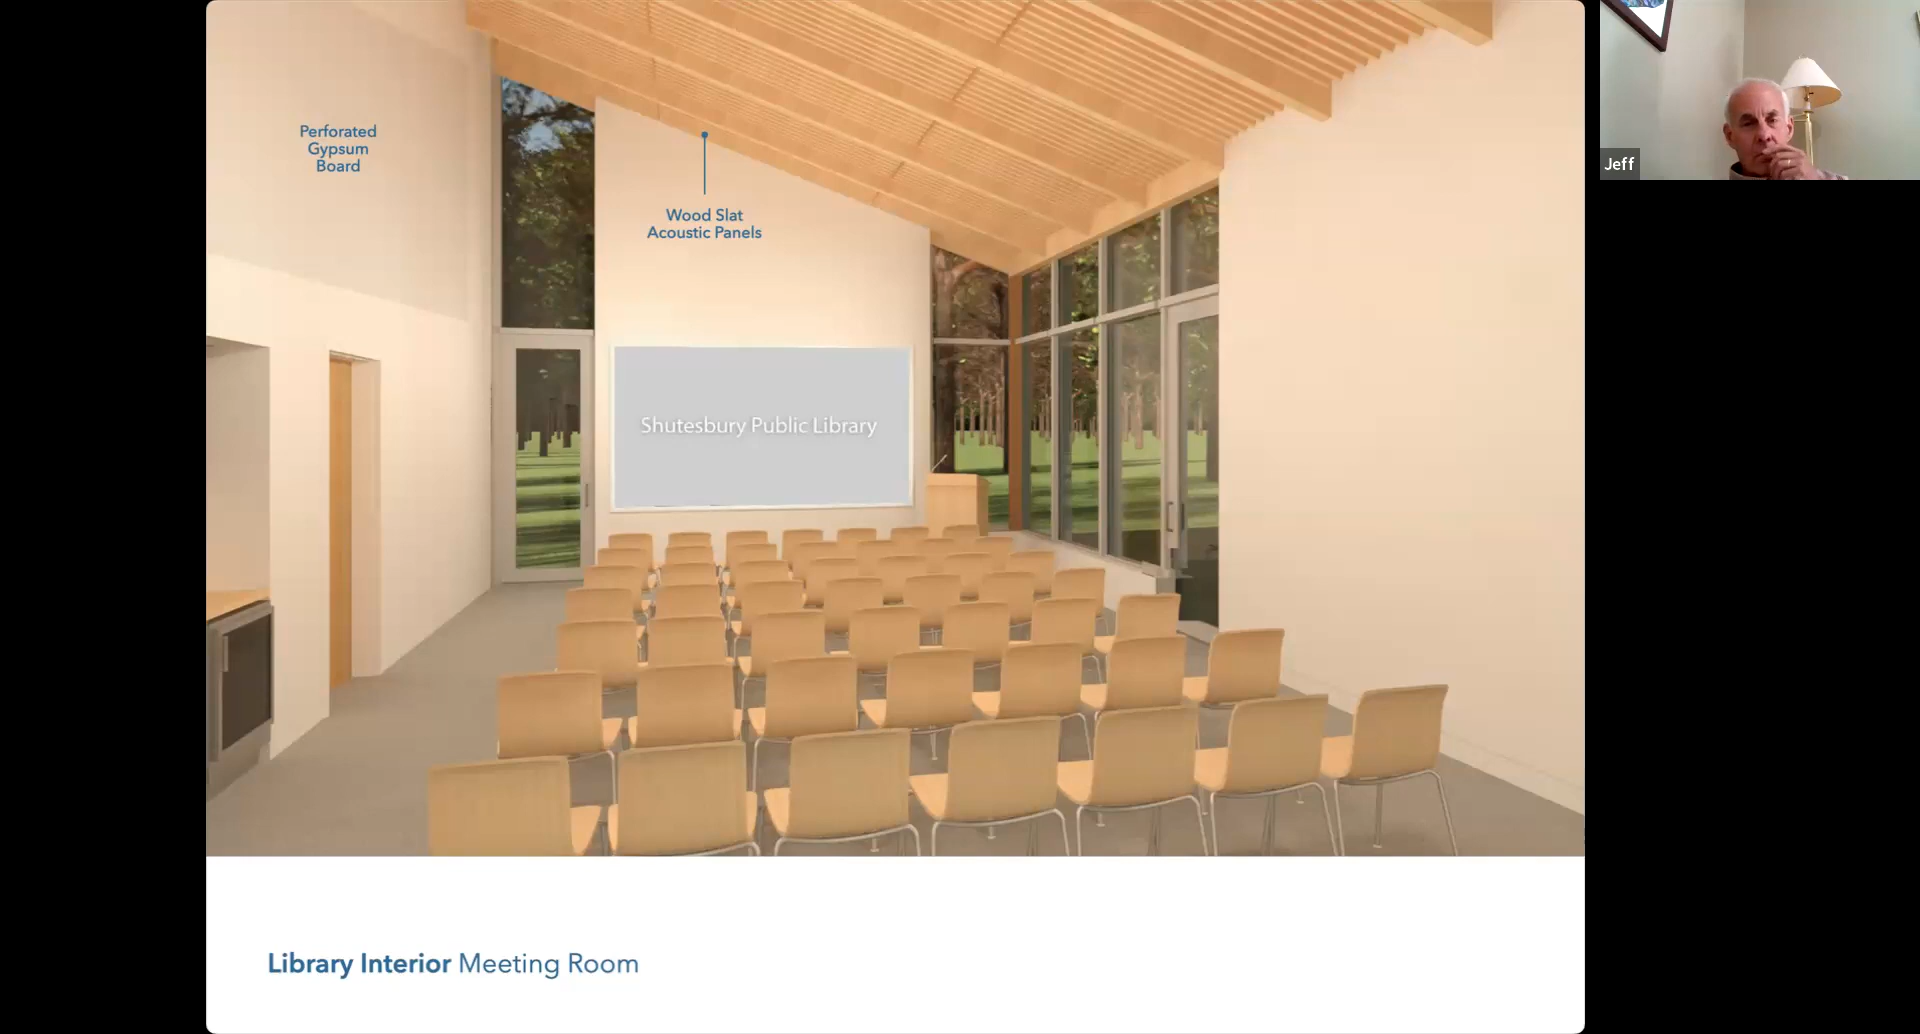 Perforated
Gypsum
Board
Wood Slat
Acoustic Panels
Shutesbury Public Library
Library Interior Meeting Room
Jeff